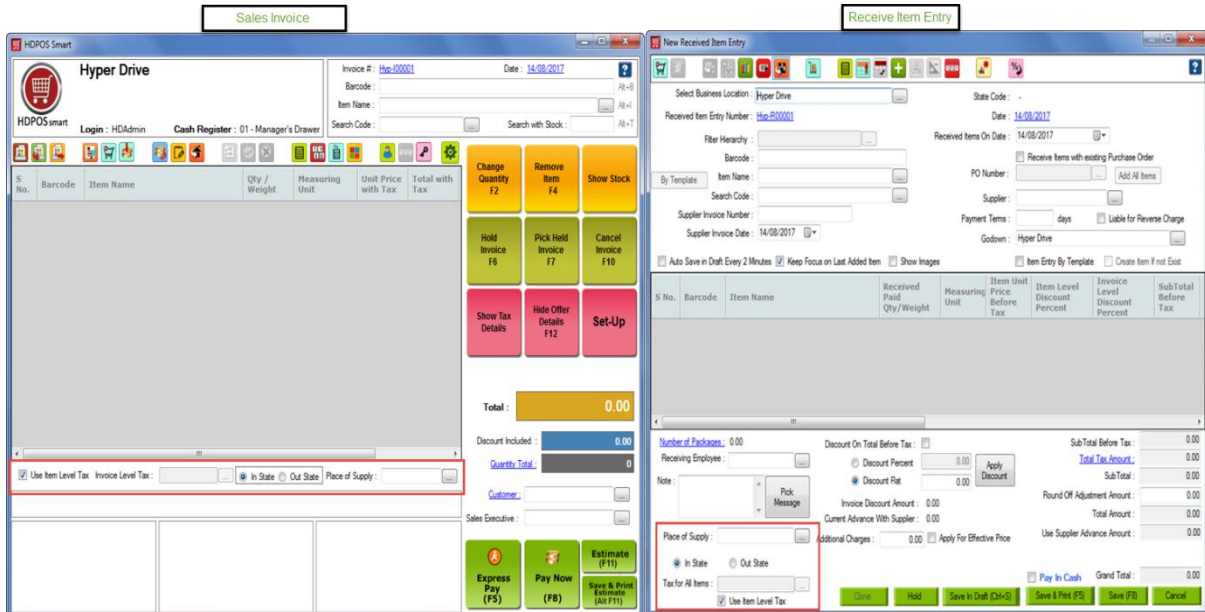 Sales Invoice
HDPOS Smart
Hyper Drive
HDPOS smart
Login : HDAdmin
Cash Register : 01 - Manager's Drawer
Invoice # : Hyp-I00001
Date : 14/08/2017
Barcode :
Alt+B
Item Name :
Alt+I
Search Code :
Search with Stock :
Alt+T
S No.
Barcode
Item Name
Qty / Weight
Measuring Unit
Unit Price with Tax
Total with Tax
Change Quantity F2
Remove Item F4
Show Stock
Hold Invoice F6
Pick Held Invoice F7
Cancel Invoice F10
Show Tax Details
Hide Offer Details F12
Set-Up
Total :
0.00
Discount Included :
0.00
Quantity Total :
0
Use Item Level Tax
Invoice Level Tax :
In State
Out State
Place of Supply :
Customer :
Sales Executive :
Express Pay (F5)
Pay Now (F8)
Estimate (F11)
Save & Print Estimate (Alt F11)
Receive Item Entry
New Received Item Entry
Select Business Location : Hyper Drive
State Code : -
Received Item Entry Number : Hyp-R00001
Date : 14/08/2017
Filter Hierarchy :
Received Items On Date : 14/08/2017
Barcode :
Receive Items with existing Purchase Order
By Template
Item Name :
PO Number :
Add All Items
Search Code :
Supplier :
Supplier Invoice Number :
Payment Terms :
days
Liable for Reverse Charge
Supplier Invoice Date : 14/08/2017
Godown : Hyper Drive
Auto Save in Draft Every 2 Minutes
Keep Focus on Last Added Item
Show Images
Item Entry By Template
Create Item If not Exist
S No.
Barcode
Item Name
Received Paid Qty/Weight
Measuring Unit
Item Unit Price Before Tax
Item Level Discount Percent
Invoice Level Discount Percent
SubTotal Before Tax
Number of Packages : 0.00
Discount On Total Before Tax :
SubTotal Before Tax : 0.00
Receiving Employee :
Discount Percent
0.00
Apply Discount
Total Tax Amount : 0.00
Note :
Pick Message
Discount Flat
0.00
SubTotal : 0.00
Invoice Discount Amount : 0.00
Round Off Adjustment Amount : 0.00
Current Advance With Supplier : 0.00
Total Amount : 0.00
Place of Supply :
Additional Charges : 0.00
Apply For Effective Price
Use Supplier Advance Amount : 0.00
In State
Out State
Tax for All Items :
Use Item Level Tax
Pay In Cash
Grand Total : 0.00
Clone
Hold
Save In Draft (Ctrl+S)
Save & Print (F5)
Save (F8)
Cancel